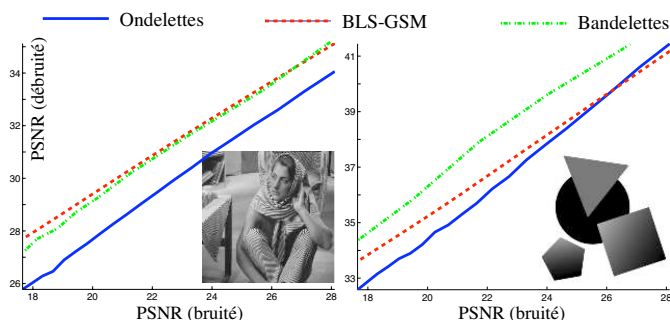 Ondelettes BLS-GSM Bandelettes
PSNR (débruité)
34
32
30
28
26
18 20 22 24 26 28
PSNR (bruité)
41
39
37
35
33
18 20 22 24 26 28
PSNR (bruité)